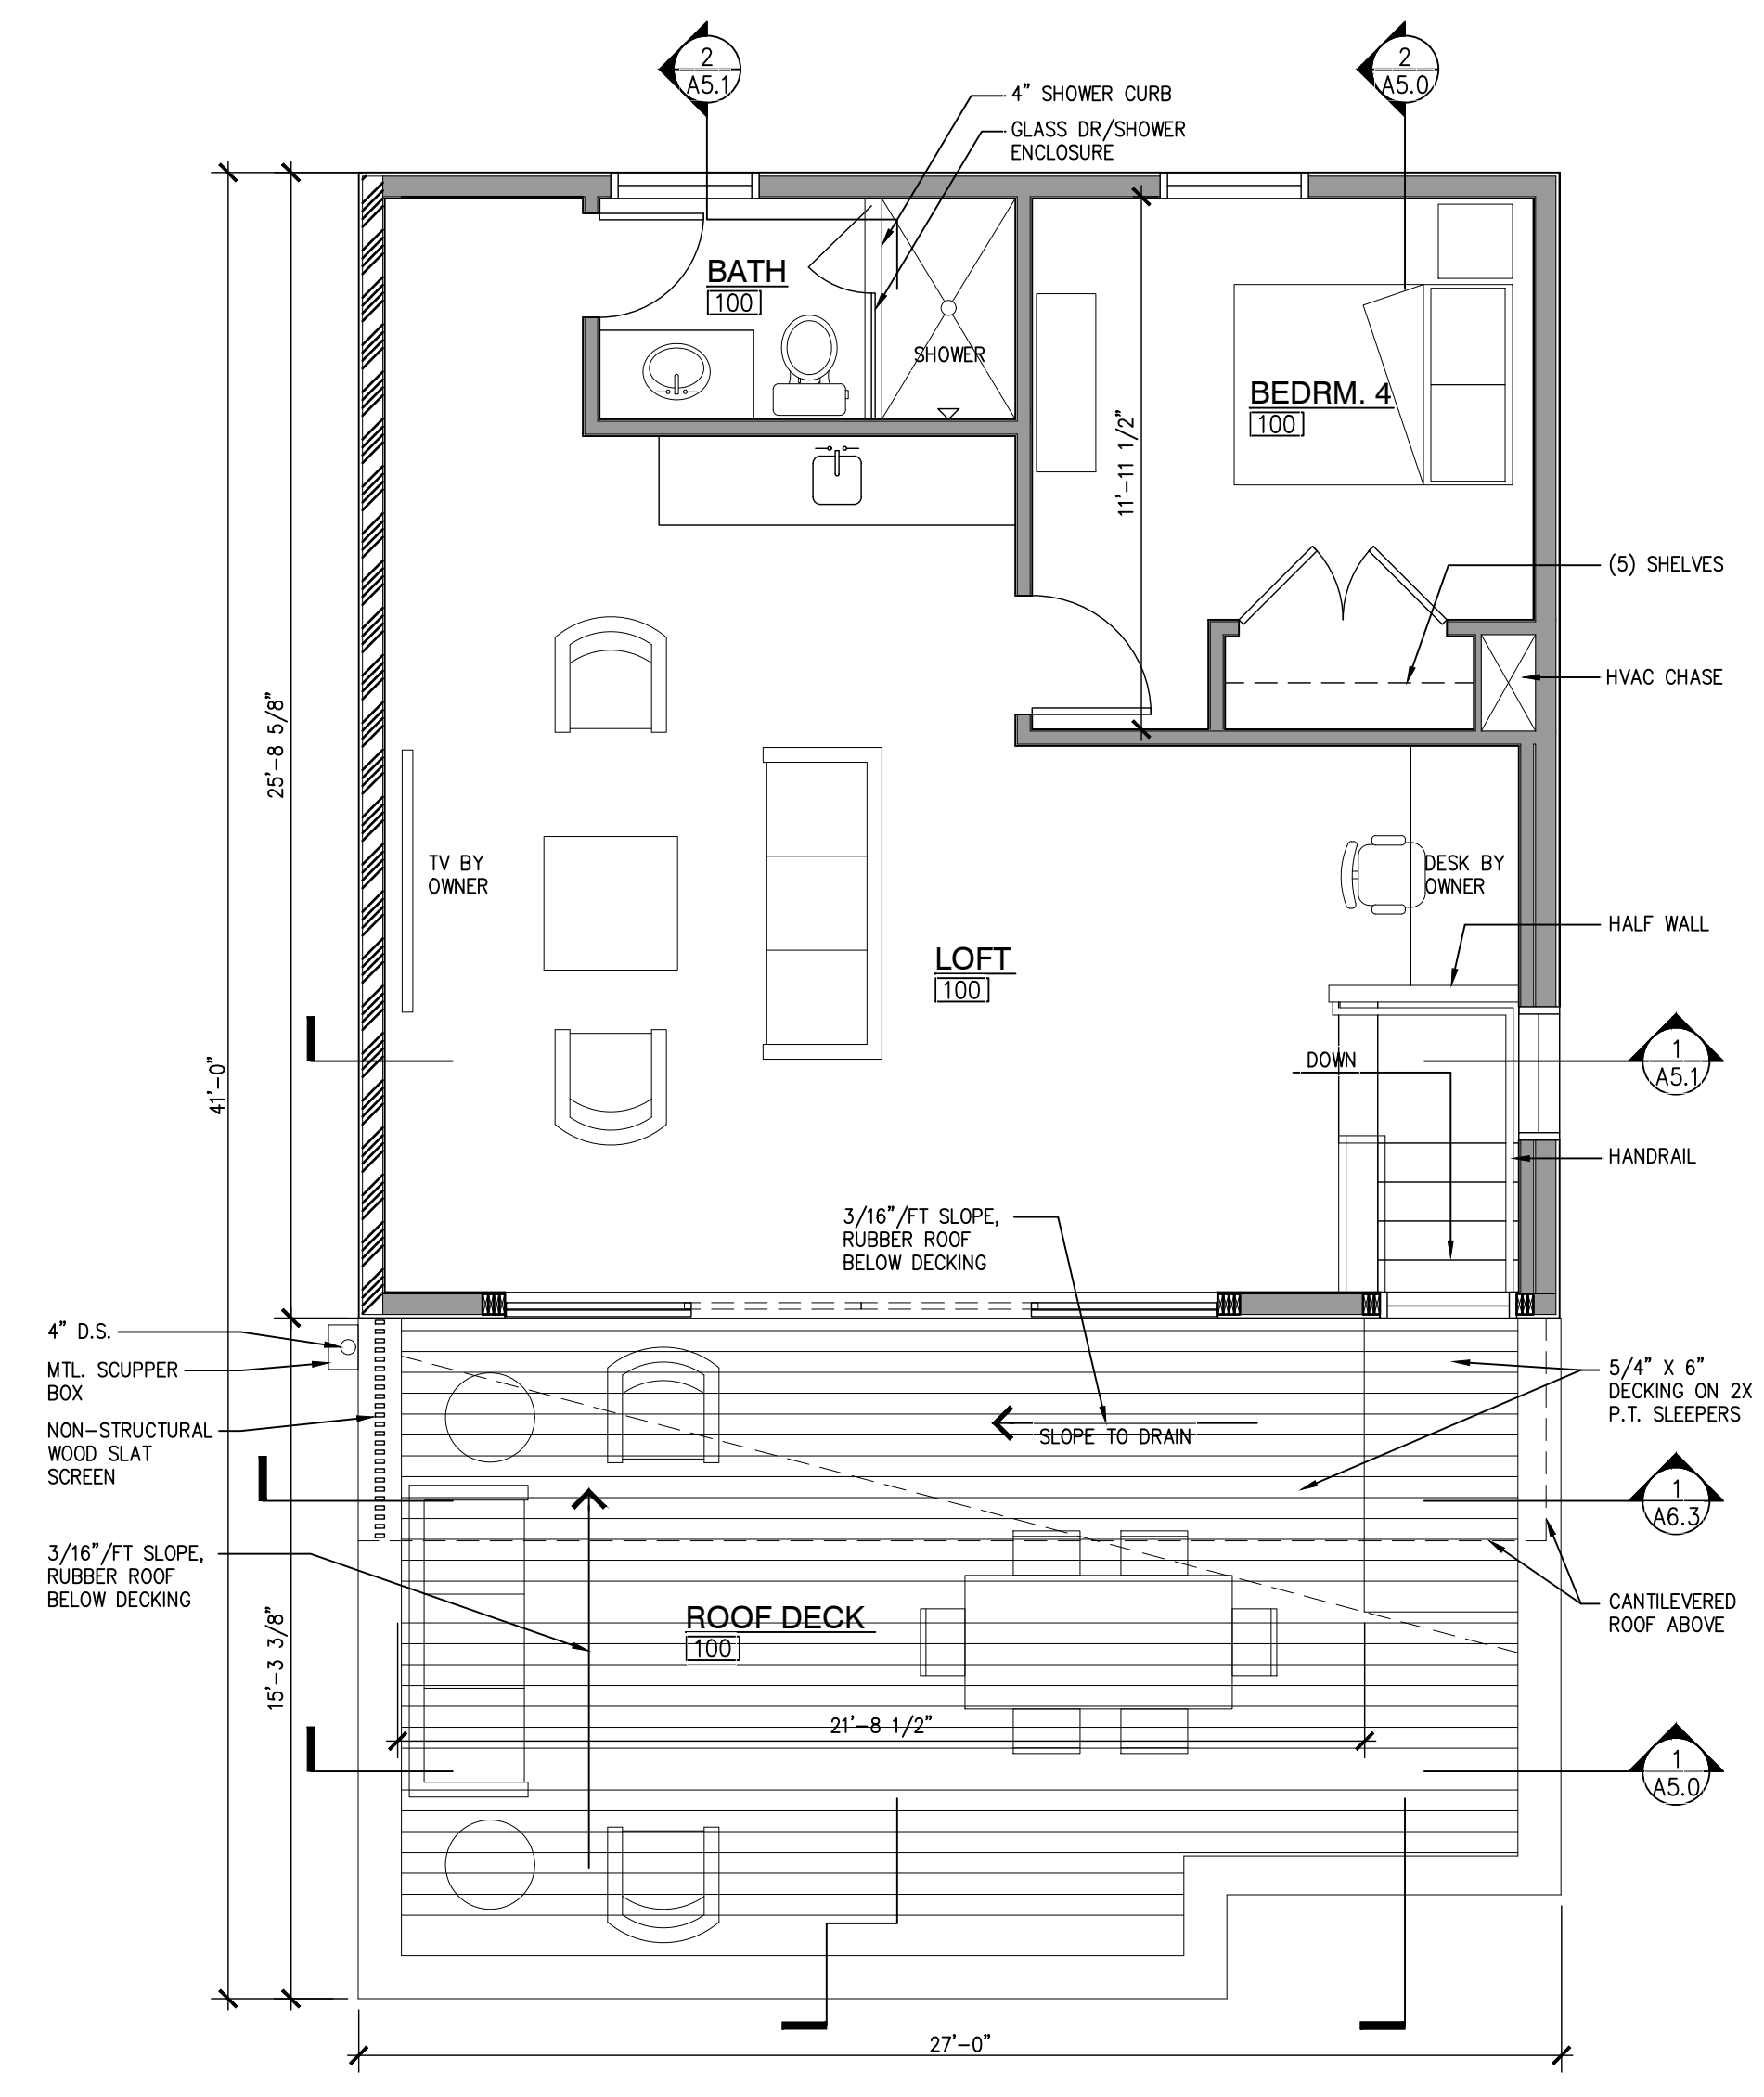 2
A5.1
2
A5.0
4" SHOWER CURB
GLASS DR/SHOWER
ENCLOSURE
BATH
100
SHOWER
BEDRM. 4
100
11'-11 1/2"
(5) SHELVES
HVAC CHASE
25'-8 5/8"
41'-0"
TV BY
OWNER
DESK BY
OWNER
HALF WALL
LOFT
100
DOWN
1
A5.1
HANDRAIL
3/16"/FT SLOPE,
RUBBER ROOF
BELOW DECKING
4" D.S.
MTL. SCUPPER
BOX
NON-STRUCTURAL
WOOD SLAT
SCREEN
SLOPE TO DRAIN
5/4" X 6"
DECKING ON 2X
P.T. SLEEPERS
1
A6.3
3/16"/FT SLOPE,
RUBBER ROOF
BELOW DECKING
CANTILEVERED
ROOF ABOVE
ROOF DECK
100
15'-3 3/8"
21'-8 1/2"
1
A5.0
27'-0"